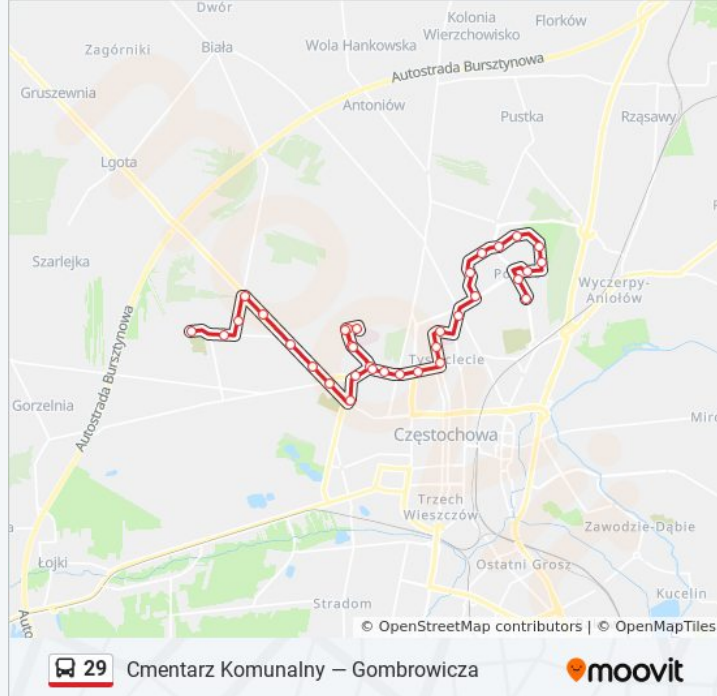 Dwór
Kolonia
Wierzchowisko
Florków
Zagórniki
Biała
Wola Hankowska
Autostrada Bursztynowa
Gruszewnia
Antoniów
Pustka
Rząsawy
Lgota
Szarlejka
Wyczerpy-
Aniołów
Autostrada Bursztynowa
Gorzelnia
Częstochowa
Trzech
Wieszczów
Zawodzie-Dąbie
Łojki
Ostatni Grosz
Stradom
Kucelin
© OpenStreetMap contributors | © OpenMapTiles
29 Cmentarz Komunalny — Gombrowicza
moovit